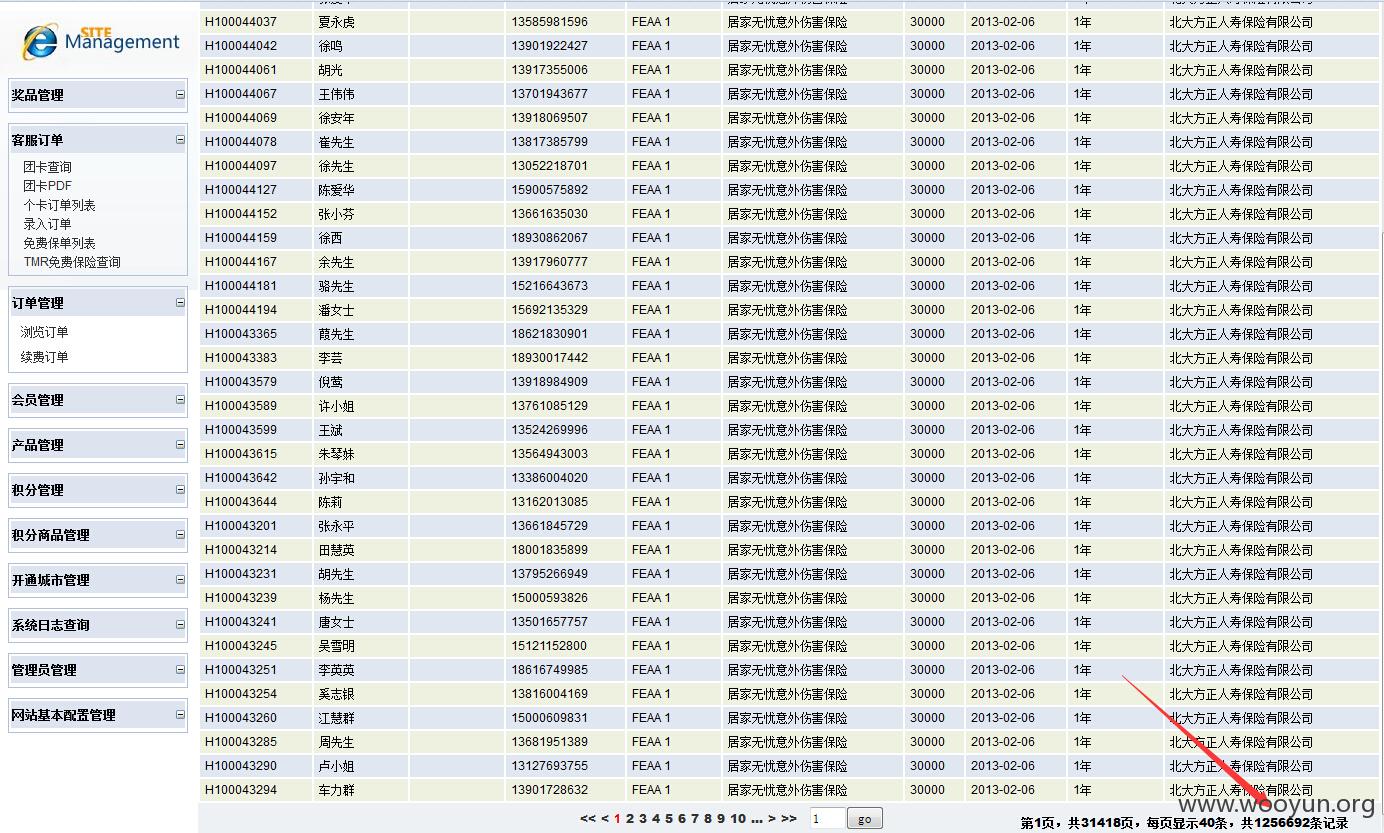 SITE
Management
奖品管理
客服订单
团卡查询
团卡PDF
个卡订单列表
录入订单
免费保单列表
TMR免费保险查询
订单管理
浏览订单
续费订单
会员管理
产品管理
积分管理
积分商品管理
开通城市管理
系统日志查询
管理员管理
网站基本配置管理
H100044037 夏永虎 13585981596 FEAA 1 居家无忧意外伤害保险 30000 2013-02-06 1年 北大方正人寿保险有限公司
H100044042 徐鸣 13901922427 FEAA 1 居家无忧意外伤害保险 30000 2013-02-06 1年 北大方正人寿保险有限公司
H100044061 胡光 13917355006 FEAA 1 居家无忧意外伤害保险 30000 2013-02-06 1年 北大方正人寿保险有限公司
H100044067 王伟伟 13701943677 FEAA 1 居家无忧意外伤害保险 30000 2013-02-06 1年 北大方正人寿保险有限公司
H100044069 徐安年 13918069507 FEAA 1 居家无忧意外伤害保险 30000 2013-02-06 1年 北大方正人寿保险有限公司
H100044078 崔先生 13817385799 FEAA 1 居家无忧意外伤害保险 30000 2013-02-06 1年 北大方正人寿保险有限公司
H100044097 徐先生 13052218701 FEAA 1 居家无忧意外伤害保险 30000 2013-02-06 1年 北大方正人寿保险有限公司
H100044127 陈爱华 15900575892 FEAA 1 居家无忧意外伤害保险 30000 2013-02-06 1年 北大方正人寿保险有限公司
H100044152 张小芬 13661635030 FEAA 1 居家无忧意外伤害保险 30000 2013-02-06 1年 北大方正人寿保险有限公司
H100044159 徐西 18930862067 FEAA 1 居家无忧意外伤害保险 30000 2013-02-06 1年 北大方正人寿保险有限公司
H100044167 余先生 13917960777 FEAA 1 居家无忧意外伤害保险 30000 2013-02-06 1年 北大方正人寿保险有限公司
H100044181 骆先生 15216643673 FEAA 1 居家无忧意外伤害保险 30000 2013-02-06 1年 北大方正人寿保险有限公司
H100044194 潘女士 15692135329 FEAA 1 居家无忧意外伤害保险 30000 2013-02-06 1年 北大方正人寿保险有限公司
H100043365 葭先生 18621830901 FEAA 1 居家无忧意外伤害保险 30000 2013-02-06 1年 北大方正人寿保险有限公司
H100043383 李芸 18930017442 FEAA 1 居家无忧意外伤害保险 30000 2013-02-06 1年 北大方正人寿保险有限公司
H100043579 倪莺 13918984909 FEAA 1 居家无忧意外伤害保险 30000 2013-02-06 1年 北大方正人寿保险有限公司
H100043589 许小姐 13761085129 FEAA 1 居家无忧意外伤害保险 30000 2013-02-06 1年 北大方正人寿保险有限公司
H100043599 王斌 13524269996 FEAA 1 居家无忧意外伤害保险 30000 2013-02-06 1年 北大方正人寿保险有限公司
H100043615 朱琴妹 13564943003 FEAA 1 居家无忧意外伤害保险 30000 2013-02-06 1年 北大方正人寿保险有限公司
H100043642 孙宇和 13386004020 FEAA 1 居家无忧意外伤害保险 30000 2013-02-06 1年 北大方正人寿保险有限公司
H100043644 陈莉 13162013085 FEAA 1 居家无忧意外伤害保险 30000 2013-02-06 1年 北大方正人寿保险有限公司
H100043201 张永平 13661845729 FEAA 1 居家无忧意外伤害保险 30000 2013-02-06 1年 北大方正人寿保险有限公司
H100043214 田慧英 18001835899 FEAA 1 居家无忧意外伤害保险 30000 2013-02-06 1年 北大方正人寿保险有限公司
H100043231 胡先生 13795266949 FEAA 1 居家无忧意外伤害保险 30000 2013-02-06 1年 北大方正人寿保险有限公司
H100043239 杨先生 15000593826 FEAA 1 居家无忧意外伤害保险 30000 2013-02-06 1年 北大方正人寿保险有限公司
H100043241 唐女士 13501657757 FEAA 1 居家无忧意外伤害保险 30000 2013-02-06 1年 北大方正人寿保险有限公司
H100043245 吴雪明 15121152800 FEAA 1 居家无忧意外伤害保险 30000 2013-02-06 1年 北大方正人寿保险有限公司
H100043251 李英英 18616749985 FEAA 1 居家无忧意外伤害保险 30000 2013-02-06 1年 北大方正人寿保险有限公司
H100043254 奚志银 13816004169 FEAA 1 居家无忧意外伤害保险 30000 2013-02-06 1年 北大方正人寿保险有限公司
H100043260 江慧群 15000609831 FEAA 1 居家无忧意外伤害保险 30000 2013-02-06 1年 北大方正人寿保险有限公司
H100043285 周先生 13681951389 FEAA 1 居家无忧意外伤害保险 30000 2013-02-06 1年 北大方正人寿保险有限公司
H100043290 卢小姐 13127693755 FEAA 1 居家无忧意外伤害保险 30000 2013-02-06 1年 北大方正人寿保险有限公司
H100043294 车力群 13901728632 FEAA 1 居家无忧意外伤害保险 30000 2013-02-06 1年 北大方正人寿保险有限公司
<< < 1 2 3 4 5 6 7 8 9 10 ... > >> 1 go
www.wooyun.org
第1页，共31418页，每页显示40条，共1256692条记录